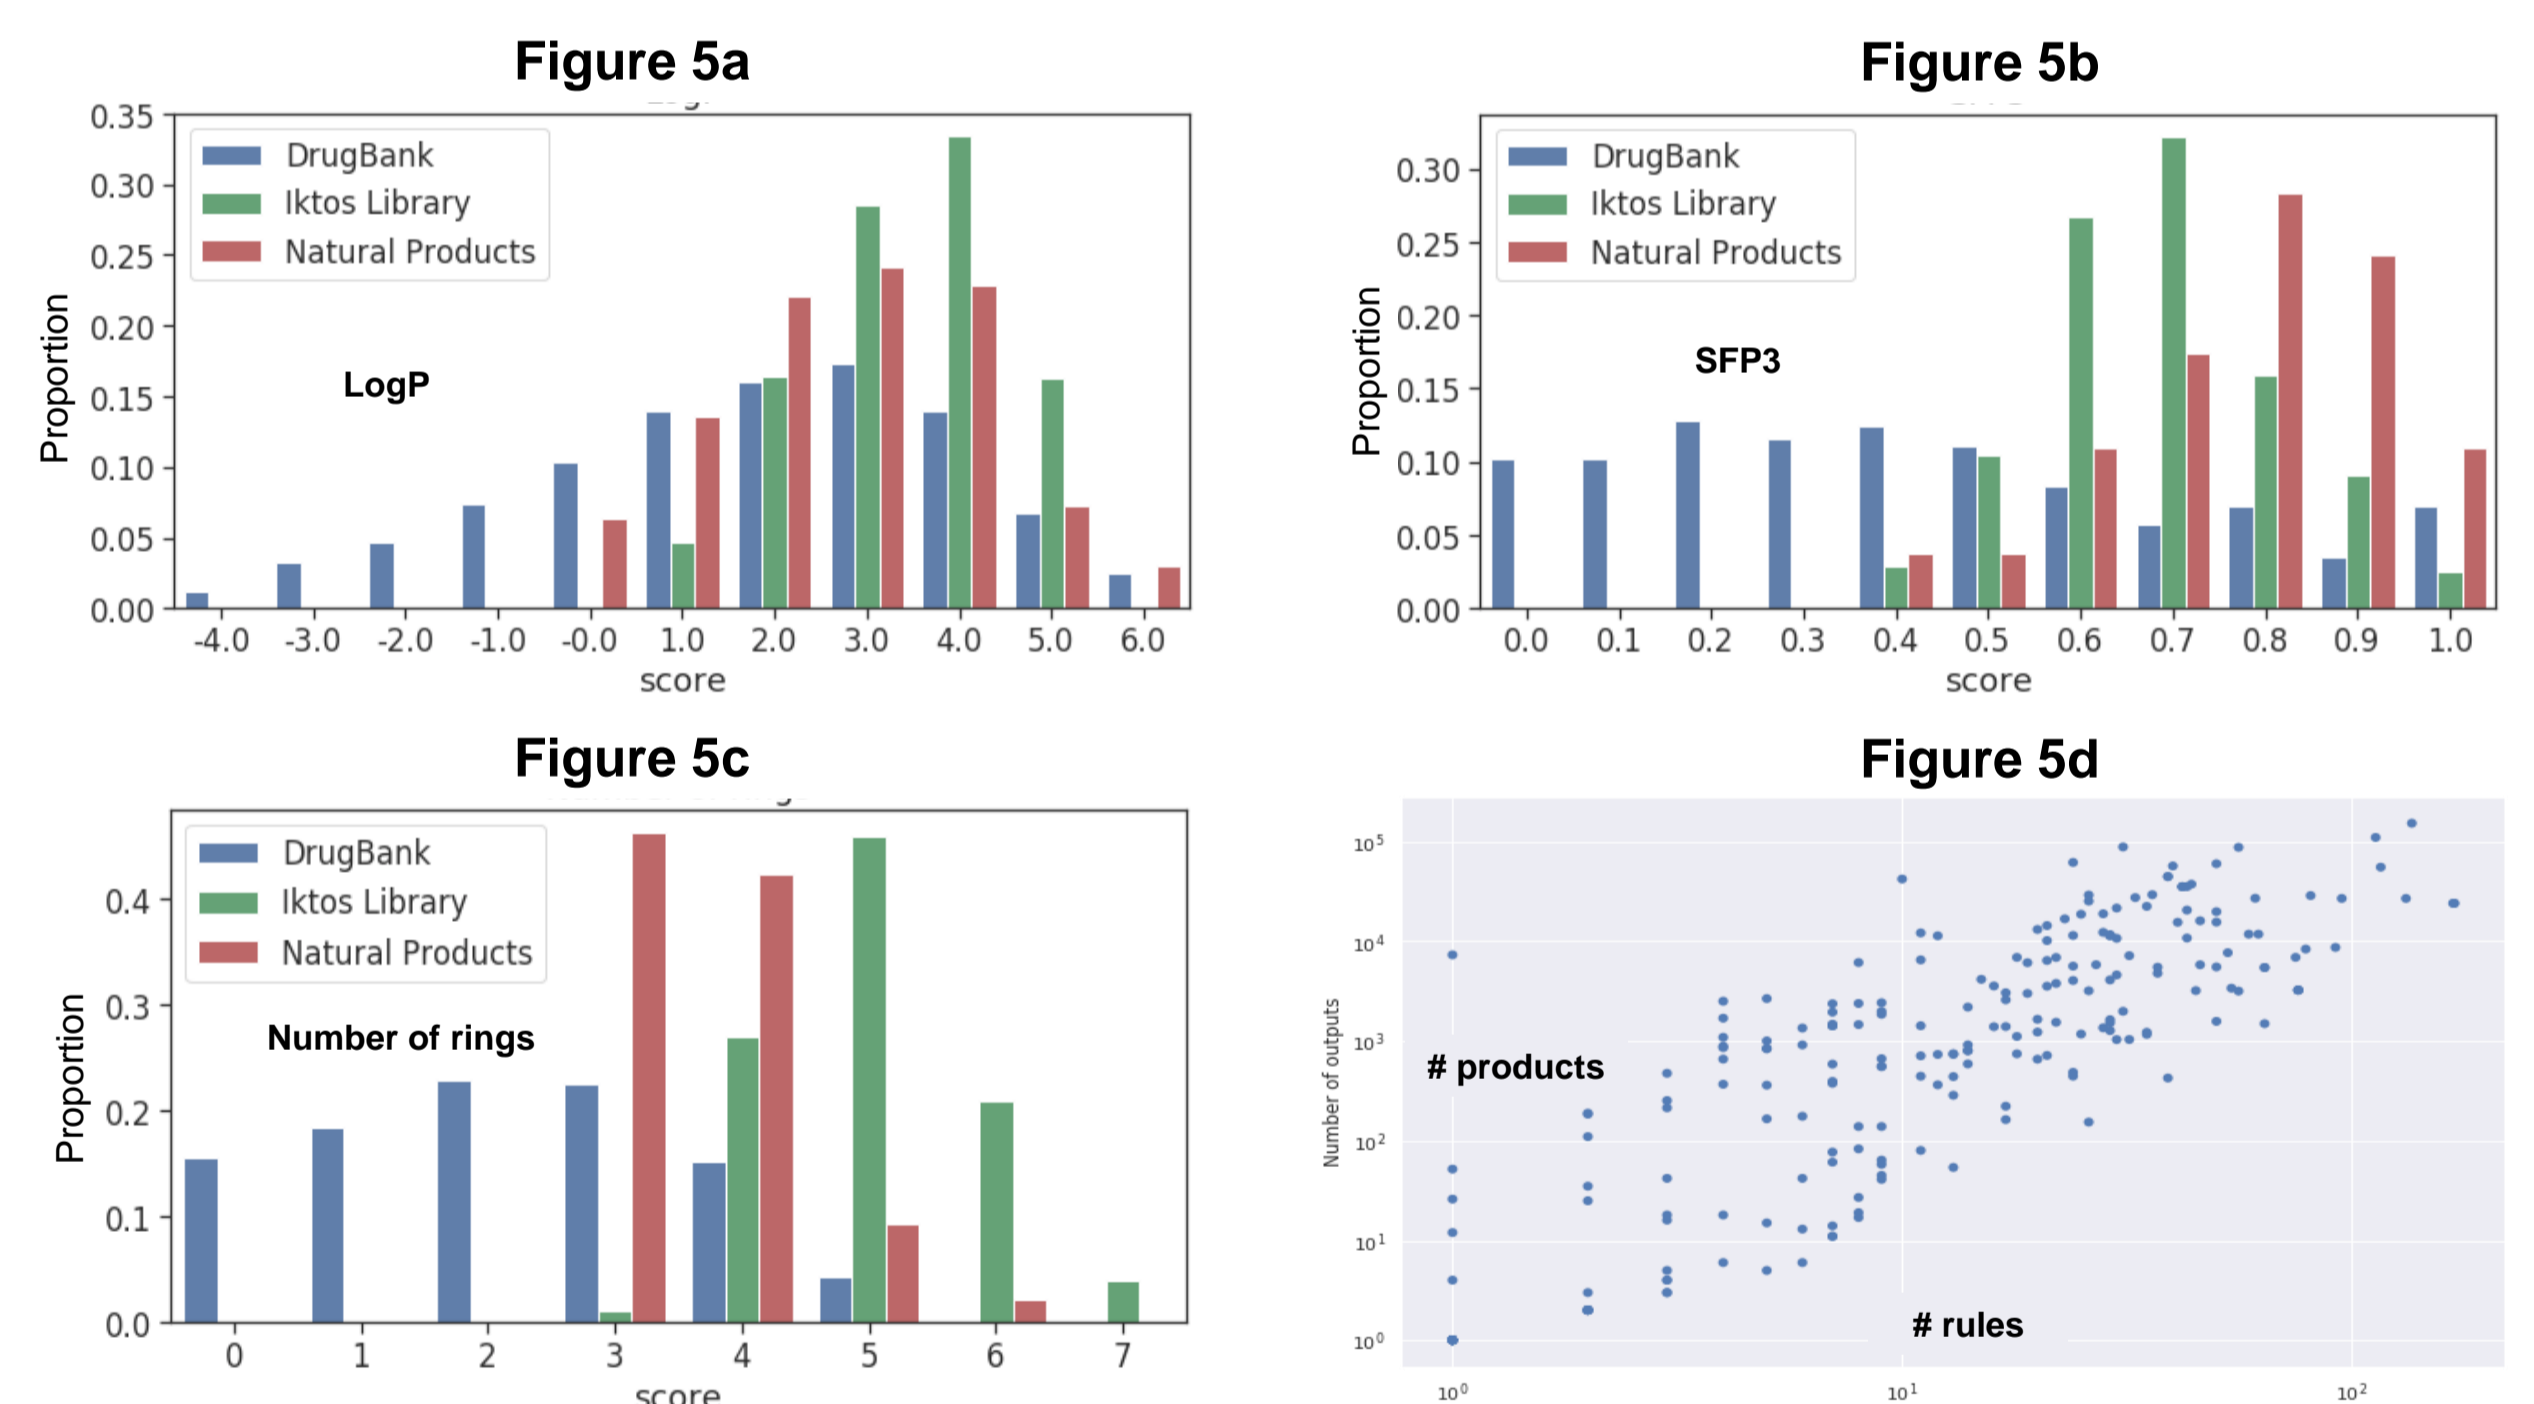 Figure 5a
0.35
0.30
0.25
0.20
0.15
0.10
0.05
0.00
Proportion
DrugBank
Iktos Library
Natural Products
LogP
-4.0 -3.0 -2.0 -1.0 -0.0 1.0 2.0 3.0 4.0 5.0 6.0
score
Figure 5b
0.30
0.25
0.20
0.15
0.10
0.05
0.00
Proportion
DrugBank
Iktos Library
Natural Products
SFP3
0.0 0.1 0.2 0.3 0.4 0.5 0.6 0.7 0.8 0.9 1.0
score
Figure 5c
0.4
0.3
0.2
0.1
0.0
Proportion
DrugBank
Iktos Library
Natural Products
Number of rings
0 1 2 3 4 5 6 7
score
Figure 5d
10⁵
10⁴
10³
10²
10¹
10⁰
Number of outputs
# products
# rules
10⁰ 10¹ 10²